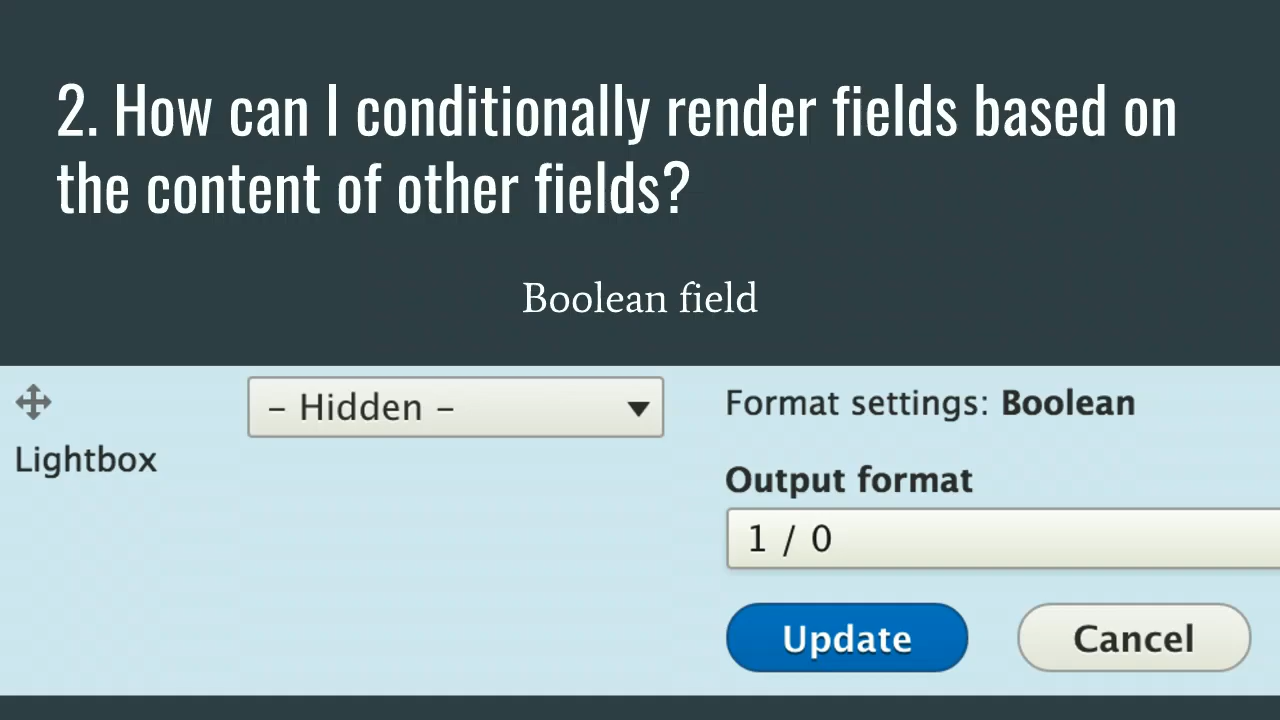 2. How can I conditionally render fields based on
the content of other fields?
Boolean field
Lightbox
– Hidden –
Format settings: Boolean
Output format
1 / 0
Update
Cancel